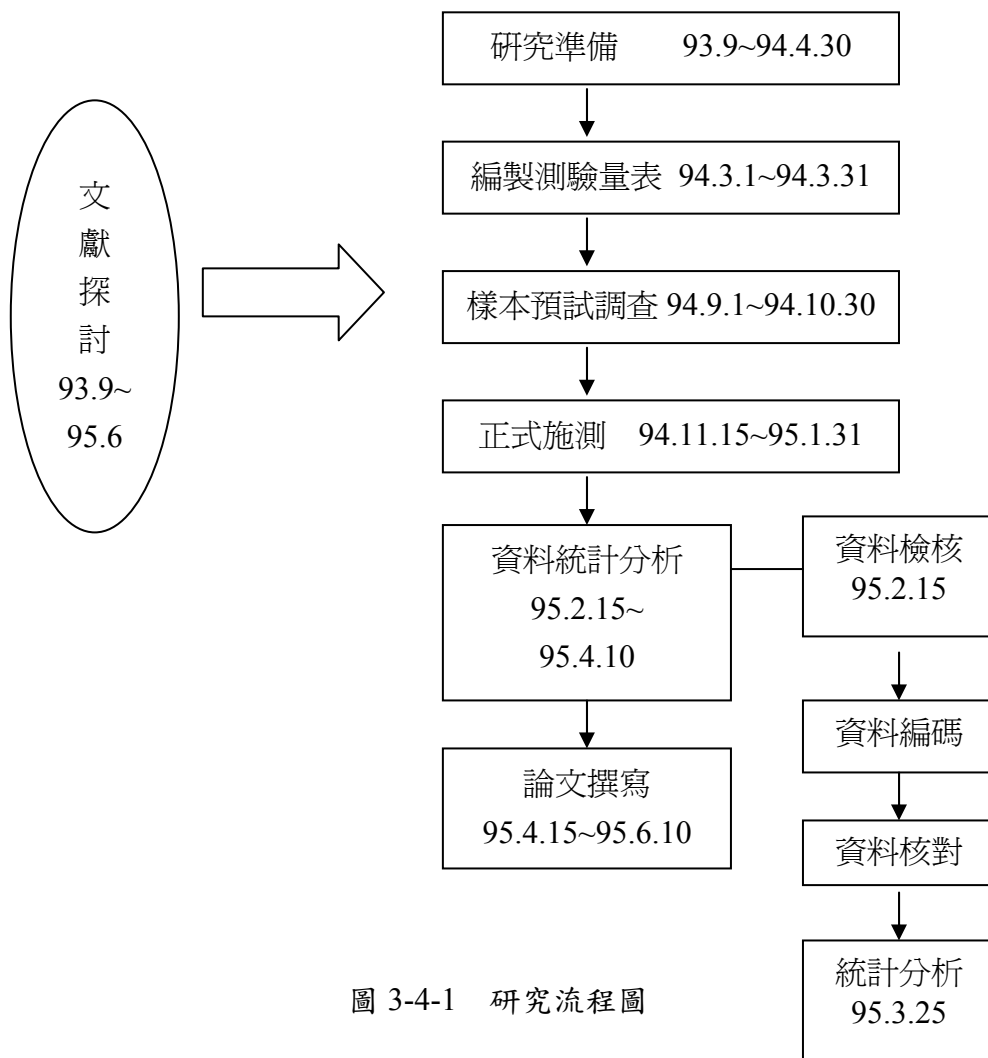 研究準備 93.9~94.4.30
編製測驗量表 94.3.1~94.3.31
文
獻
探
討
93.9~
95.6
樣本預試調查 94.9.1~94.10.30
正式施測 94.11.15~95.1.31
資料統計分析
95.2.15~
95.4.10
論文撰寫
95.4.15~95.6.10
資料檢核
95.2.15
資料編碼
資料核對
統計分析
95.3.25
圖 3-4-1 研究流程圖